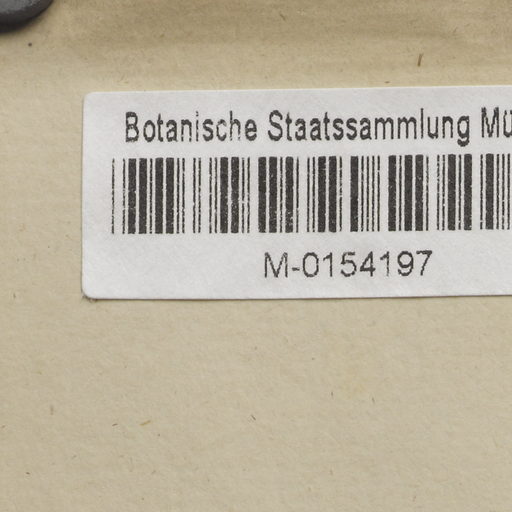 Botanische Staatssammlung Mü
M-0154197